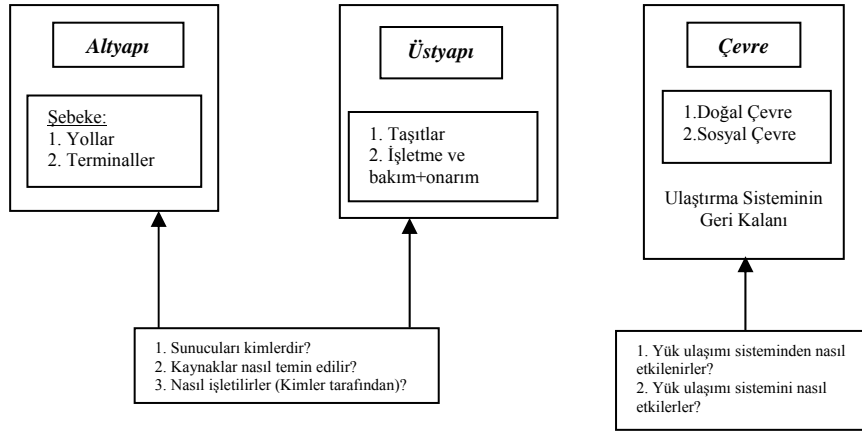 Altyapı
Şebeke:
1. Yollar
2. Terminaller
Üstyapı
1. Taşıtlar
2. İşletme ve
bakım+onarım
Çevre
1.Doğal Çevre
2.Sosyal Çevre
Ulaştırma Sisteminin
Geri Kalanı
1. Sunucuları kimlerdir?
2. Kaynaklar nasıl temin edilir?
3. Nasıl işletilirler (Kimler tarafından)?
1. Yük ulaşımı sisteminden nasıl
etkilenirler?
2. Yük ulaşımı sistemini nasıl
etkilerler?